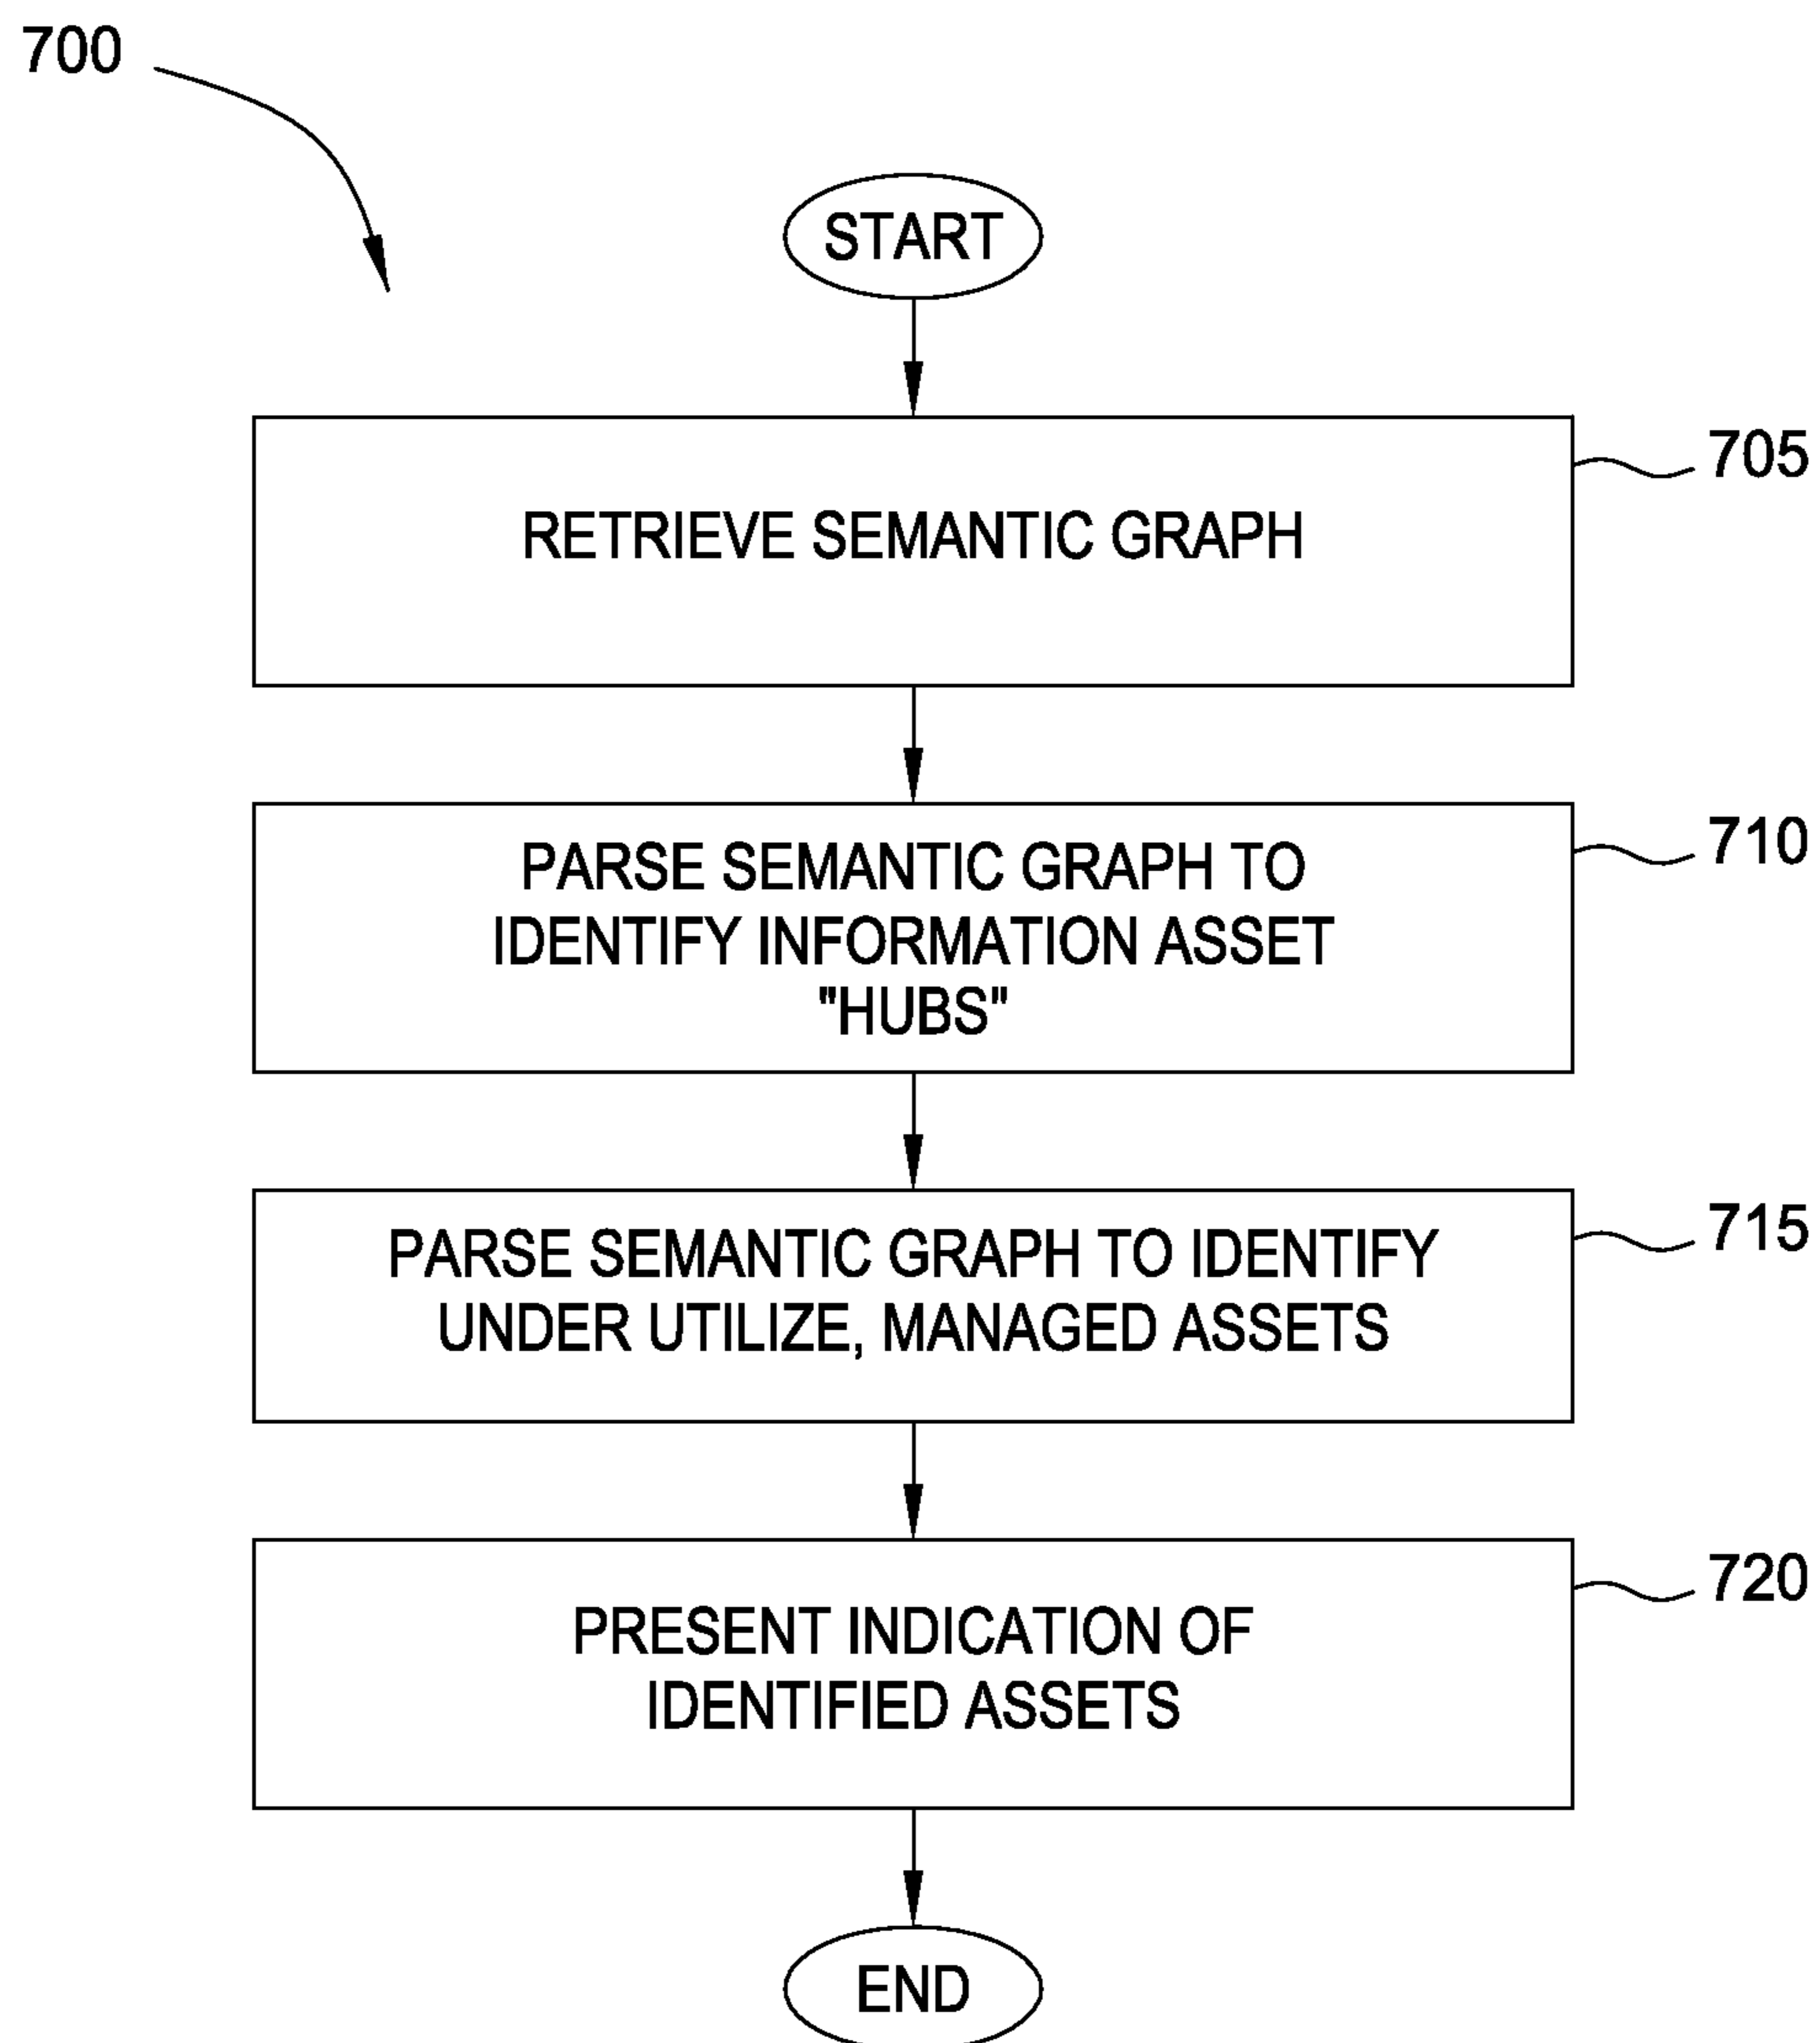 700
START
705
RETRIEVE SEMANTIC GRAPH
710
PARSE SEMANTIC GRAPH TO
IDENTIFY INFORMATION ASSET
"HUBS"
715
PARSE SEMANTIC GRAPH TO IDENTIFY
UNDER UTILIZE, MANAGED ASSETS
720
PRESENT INDICATION OF
IDENTIFIED ASSETS
END